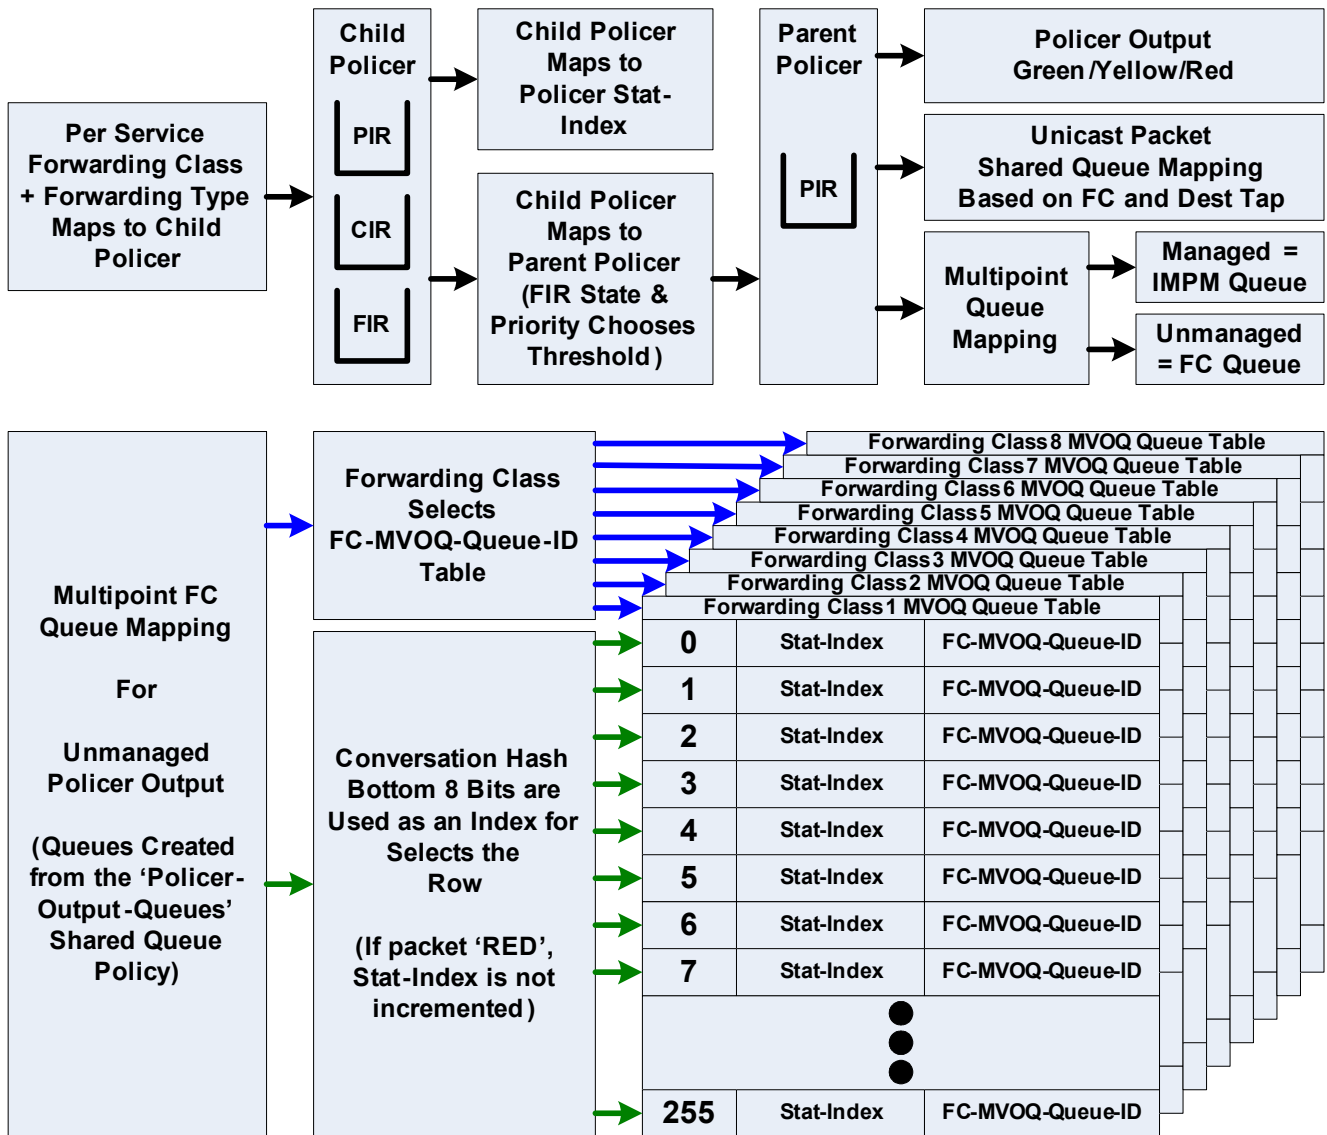 Per Service
Forwarding Class
+ Forwarding Type
Maps to Child
Policer
Child
Policer
PIR
CIR
FIR
Child Policer
Maps to
Policer Stat-
Index
Child Policer
Maps to
Parent Policer
(FIR State &
Priority Chooses
Threshold)
Parent
Policer
PIR
Policer Output
Green/Yellow/Red
Unicast Packet
Shared Queue Mapping
Based on FC and Dest Tap
Multipoint
Queue
Mapping
Managed =
IMPM Queue
Unmanaged
= FC Queue
Multipoint FC
Queue Mapping
For
Unmanaged
Policer Output
(Queues Created
from the ‘Policer-
Output-Queues’
Shared Queue
Policy)
Forwarding Class
Selects
FC-MVOQ-Queue-ID
Table
Conversation Hash
Bottom 8 Bits are
Used as an Index for
Selects the
Row
(If packet ‘RED’,
Stat-Index is not
incremented)
Forwarding Class 8 MVOQ Queue Table
Forwarding Class 7 MVOQ Queue Table
Forwarding Class 6 MVOQ Queue Table
Forwarding Class 5 MVOQ Queue Table
Forwarding Class 4 MVOQ Queue Table
Forwarding Class 3 MVOQ Queue Table
Forwarding Class 2 MVOQ Queue Table
Forwarding Class 1 MVOQ Queue Table
0 Stat-Index FC-MVOQ-Queue-ID
1 Stat-Index FC-MVOQ-Queue-ID
2 Stat-Index FC-MVOQ-Queue-ID
3 Stat-Index FC-MVOQ-Queue-ID
4 Stat-Index FC-MVOQ-Queue-ID
5 Stat-Index FC-MVOQ-Queue-ID
6 Stat-Index FC-MVOQ-Queue-ID
7 Stat-Index FC-MVOQ-Queue-ID
255 Stat-Index FC-MVOQ-Queue-ID